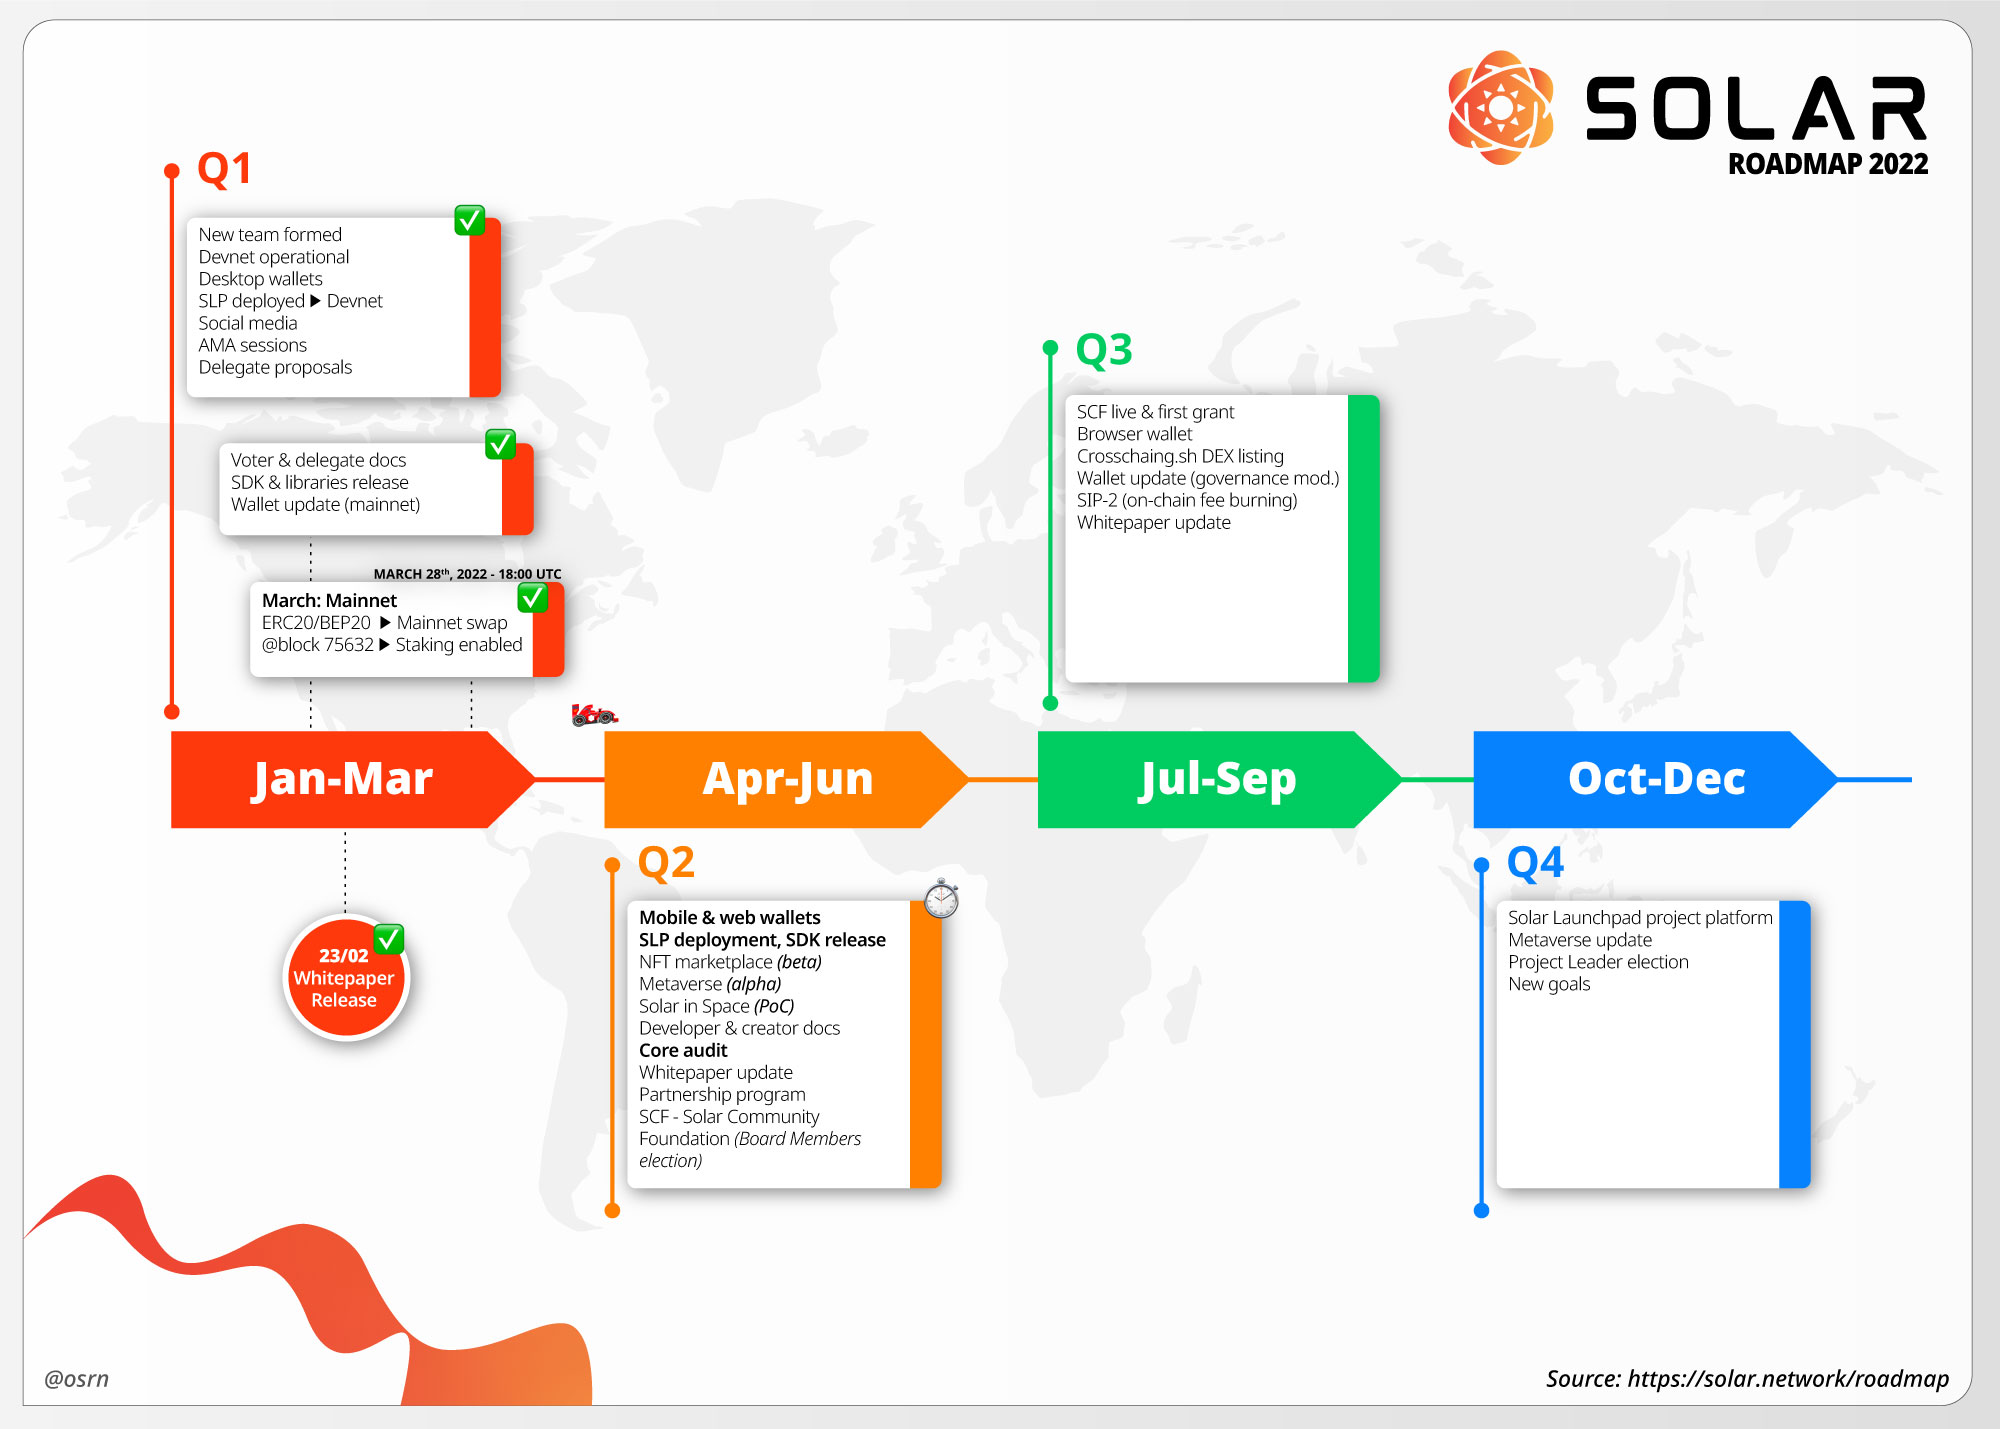 SOLAR
ROADMAP 2022
Q1
New team formed
Devnet operational
Desktop wallets
SLP deployed ▶ Devnet
Social media
AMA sessions
Delegate proposals
Voter & delegate docs
SDK & libraries release
Wallet update (mainnet)
MARCH 28th, 2022 - 18:00 UTC
March: Mainnet
ERC20/BEP20 ▶ Mainnet swap
@block 75632 ▶ Staking enabled
Q3
SCF live & first grant
Browser wallet
Crosschaing.sh DEX listing
Wallet update (governance mod.)
SIP-2 (on-chain fee burning)
Whitepaper update
Jan-Mar
Apr-Jun
Jul-Sep
Oct-Dec
23/02
Whitepaper
Release
Q2
Mobile & web wallets
SLP deployment, SDK release
NFT marketplace (beta)
Metaverse (alpha)
Solar in Space (PoC)
Developer & creator docs
Core audit
Whitepaper update
Partnership program
SCF - Solar Community
Foundation (Board Members
election)
Q4
Solar Launchpad project platform
Metaverse update
Project Leader election
New goals
@osrn
Source: https://solar.network/roadmap